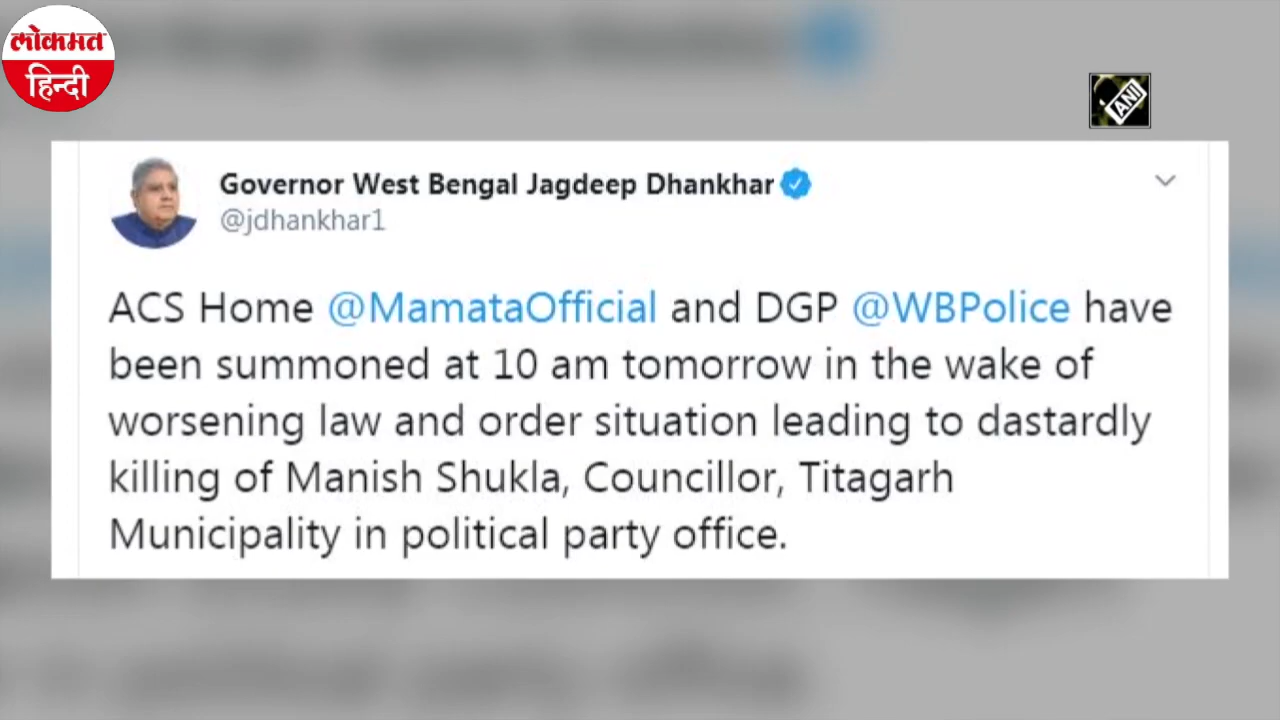 लोकमत
हिन्दी
ANI
Governor West Bengal Jagdeep Dhankhar
@jdhankhar1
ACS Home @MamataOfficial and DGP @WBPolice have
been summoned at 10 am tomorrow in the wake of
worsening law and order situation leading to dastardly
killing of Manish Shukla, Councillor, Titagarh
Municipality in political party office.